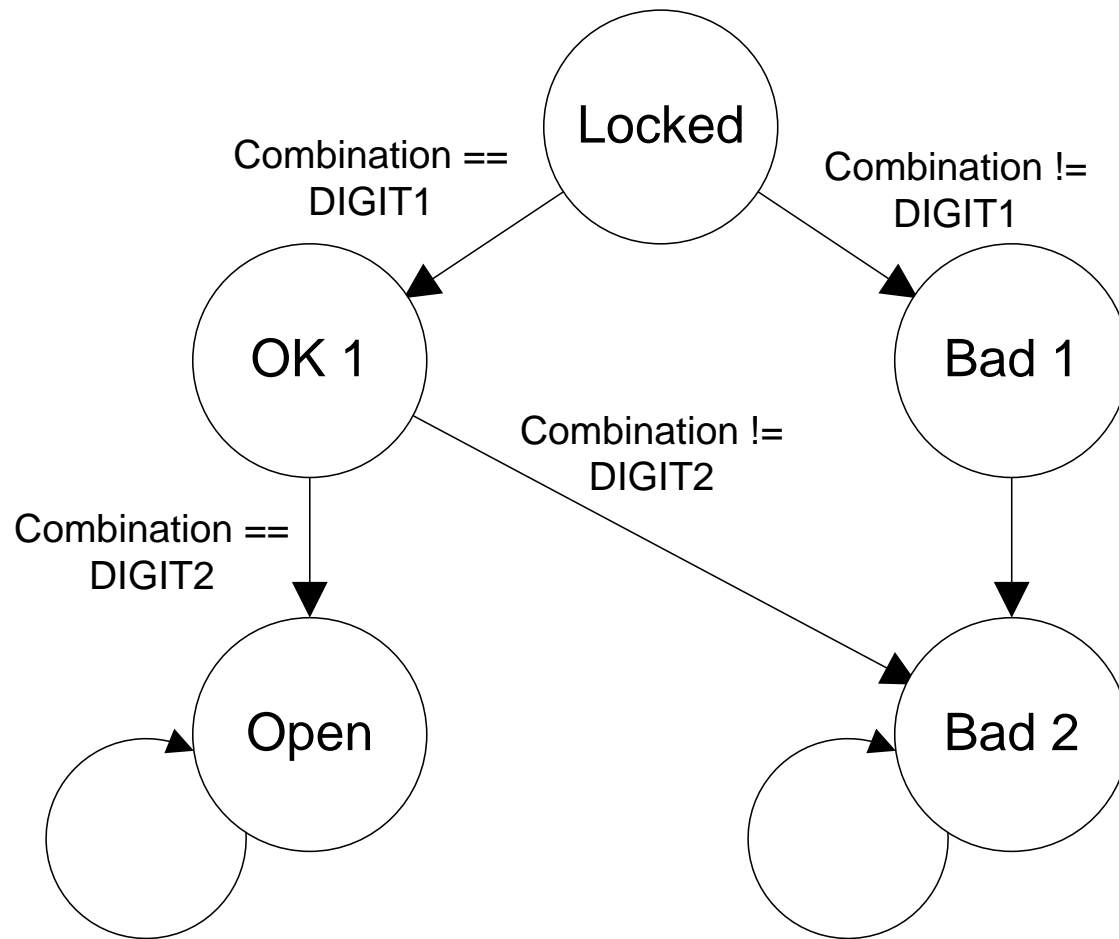 Locked
Combination ==
DIGIT1
Combination !=
DIGIT1
OK 1
Bad 1
Combination !=
DIGIT2
Combination ==
DIGIT2
Open
Bad 2